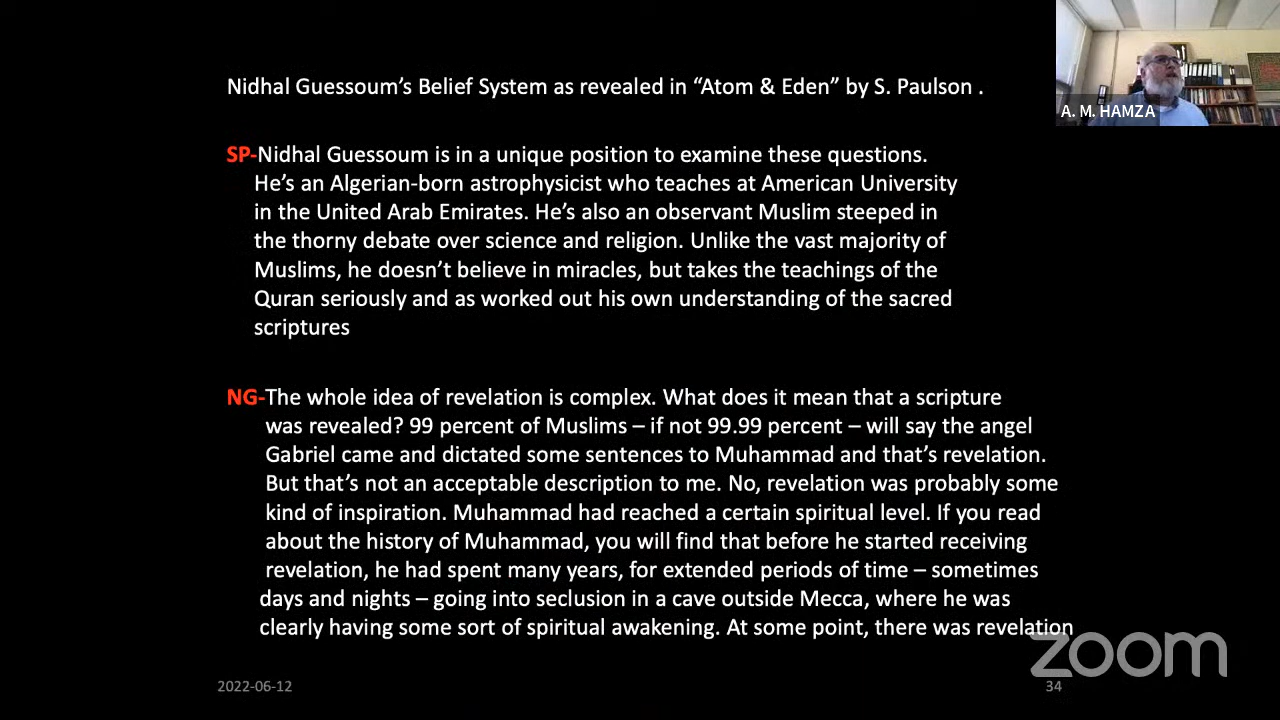 Nidhal Guessoum’s Belief System as revealed in “Atom & Eden” by S. Paulson .
A. M. HAMZA
SP-Nidhal Guessoum is in a unique position to examine these questions.
He’s an Algerian-born astrophysicist who teaches at American University
in the United Arab Emirates. He’s also an observant Muslim steeped in
the thorny debate over science and religion. Unlike the vast majority of
Muslims, he doesn’t believe in miracles, but takes the teachings of the
Quran seriously and as worked out his own understanding of the sacred
scriptures
NG-The whole idea of revelation is complex. What does it mean that a scripture
was revealed? 99 percent of Muslims – if not 99.99 percent – will say the angel
Gabriel came and dictated some sentences to Muhammad and that’s revelation.
But that’s not an acceptable description to me. No, revelation was probably some
kind of inspiration. Muhammad had reached a certain spiritual level. If you read
about the history of Muhammad, you will find that before he started receiving
revelation, he had spent many years, for extended periods of time – sometimes
days and nights – going into seclusion in a cave outside Mecca, where he was
clearly having some sort of spiritual awakening. At some point, there was revelation
zoom
2022-06-12
34